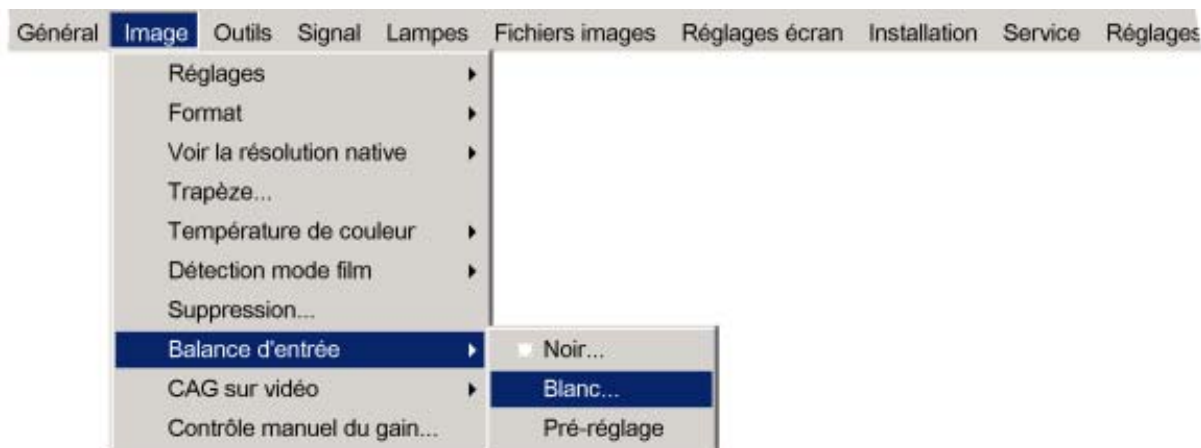 Général Image Outils Signal Lampes Fichiers images Réglages écran Installation Service Réglages
Réglages
Format
Voir la résolution native
Trapèze...
Température de couleur
Détection mode film
Suppression...
Balance d'entrée Noir...
CAG sur vidéo Blanc...
Contrôle manuel du gain... Pré-réglage